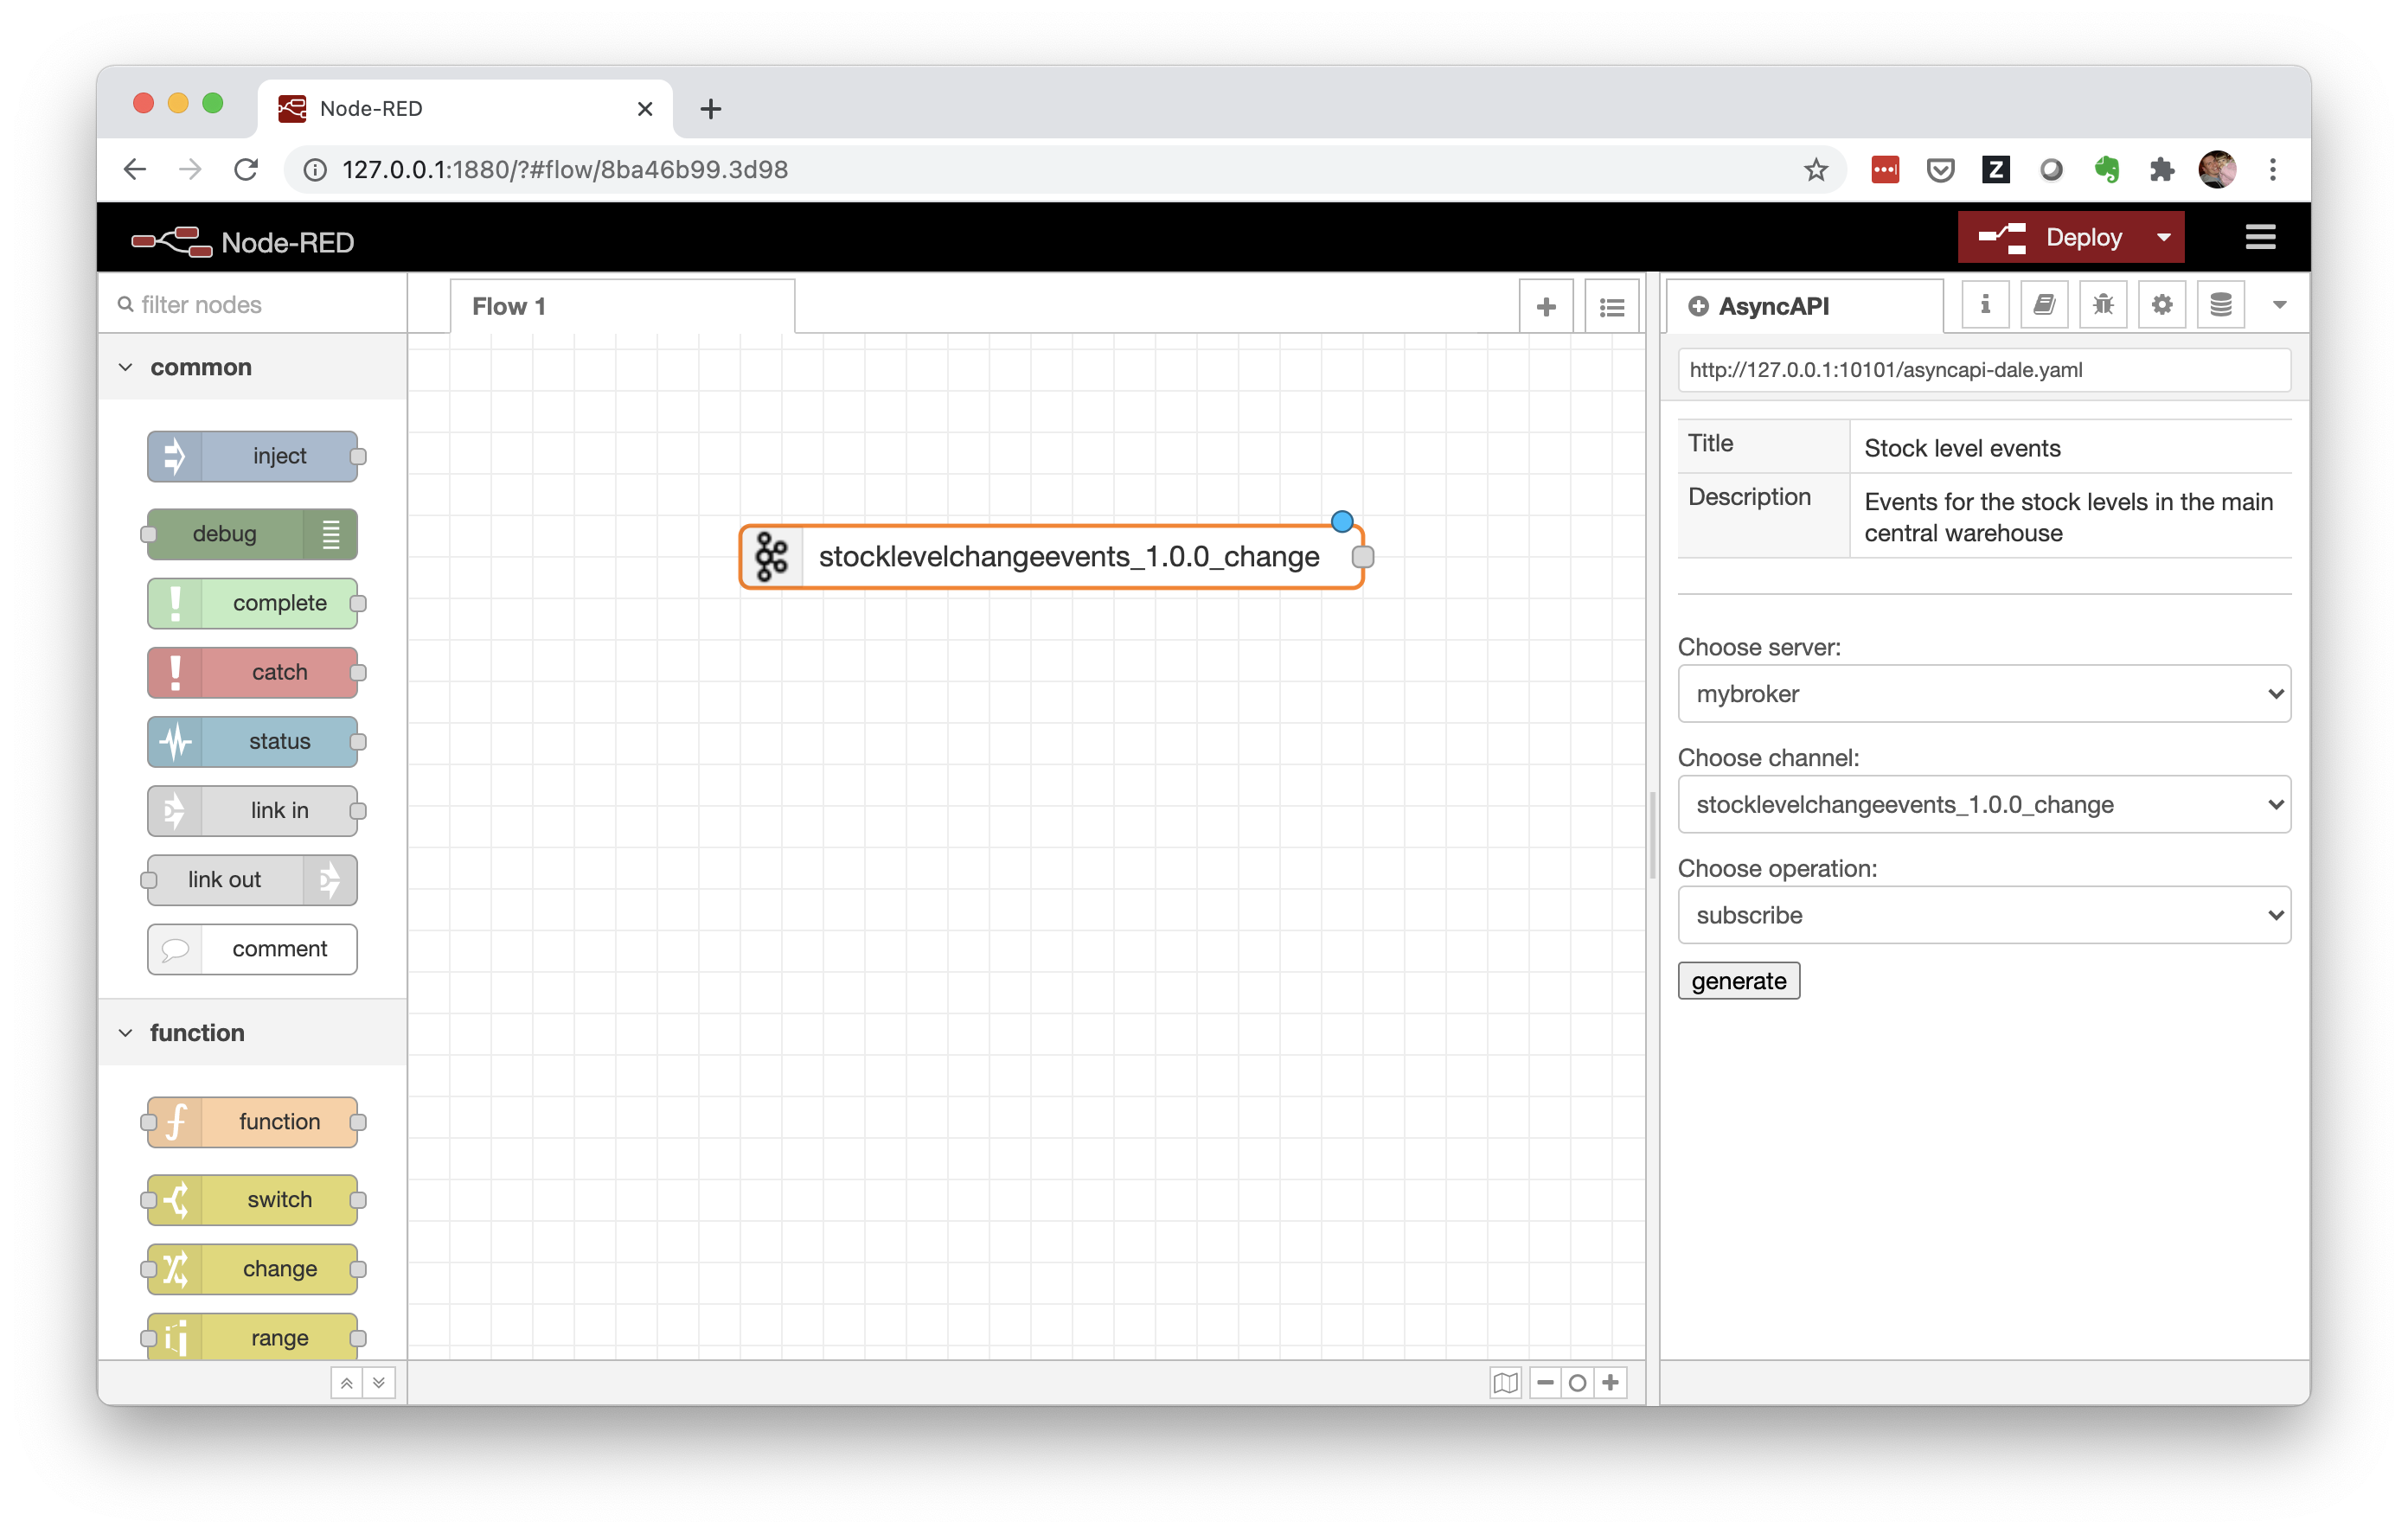 Node-RED
127.0.0.1:1880/?#flow/8ba46b99.3d98
Z
Node-RED
Deploy
filter nodes
Flow 1
AsyncAPI
http://127.0.0.1:10101/asyncapi-dale.yaml
common
inject
debug
complete
catch
status
link in
link out
comment
function
function
switch
change
range
stocklevelchangeevents_1.0.0_change
Title
Stock level events
Description
Events for the stock levels in the main
central warehouse
Choose server:
mybroker
Choose channel:
stocklevelchangeevents_1.0.0_change
Choose operation:
subscribe
generate